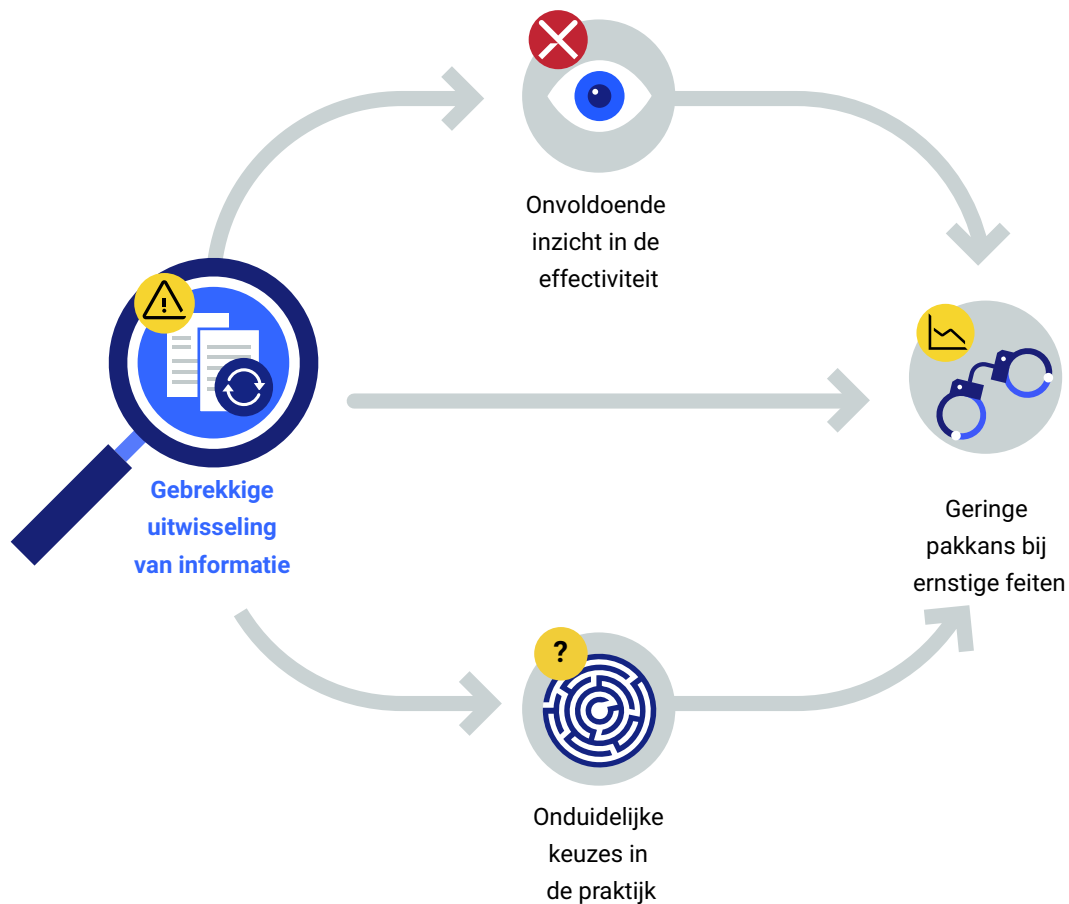 Onvoldoende
inzicht in de
effectiviteit
Gebrekkige
uitwisseling
van informatie
Geringe
pakkans bij
ernstige feiten
?
Onduidelijke
keuzes in
de praktijk